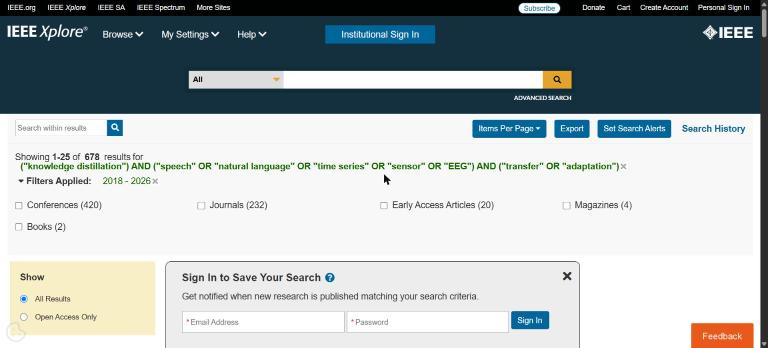 IEEE.org IEEE Xplore IEEE SA IEEE Spectrum More Sites Subscribe Donate Cart Create Account Personal Sign In
IEEE Xplore® Browse My Settings Help Institutional Sign In IEEE
All
ADVANCED SEARCH
Search within results Items Per Page Export Set Search Alerts Search History
Showing 1-25 of 678 results for
("knowledge distillation") AND ("speech" OR "natural language" OR "time series" OR "sensor" OR "EEG") AND ("transfer" OR "adaptation") ×
Filters Applied: 2018 - 2026 ×
Conferences (420) Journals (232) Early Access Articles (20) Magazines (4)
Books (2)
Show
All Results
Open Access Only
Sign In to Save Your Search ? ×
Get notified when new research is published matching your search criteria.
*Email Address *Password Sign In
Feedback